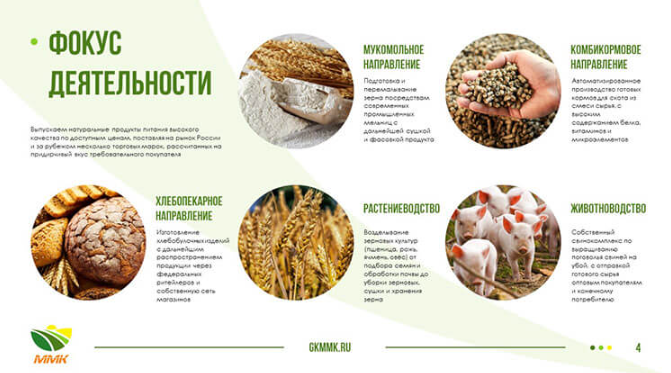 ФОКУС
ДЕЯТЕЛЬНОСТИ
Выпускаем натуральные продукты питания высокого
качества по доступным ценам, поставляя на рынок России
и за рубеж несколько торговых марок, рассчитанных на
придирчивый вкус требовательного покупателя
МУКОМОЛЬНОЕ
НАПРАВЛЕНИЕ
Подготовка и
перемалывание
зерна посредством
современных
промышленных
мельниц с
дальнейшей сушкой
и фасовкой продукта
КОМБИКОРМОВОЕ
НАПРАВЛЕНИЕ
Автоматизированное
производство готовых
кормов для скота из
смеси сырья, с
высоким
содержанием белка,
витаминов и
микроэлементов
ХЛЕБОПЕКАРНОЕ
НАПРАВЛЕНИЕ
Изготовление
хлебобулочных изделий
с дальнейшим
распространением
продукции через
федеральных
ритейлеров и
собственную сеть
магазинов
РАСТЕНИЕВОДСТВО
Возделывание
зерновых культур
(пшеница, рожь,
ячмень, овёс) от
подбора семян и
обработки почвы до
уборки зерновых,
сушки и хранения
зерна
ЖИВОТНОВОДСТВО
Собственный
свинокомплекс по
выращиванию
поголовья свиней на
убой, с отправкой
готового сырья
оптовым покупателям
и конечному
потребителю
ММК
GKMMK.RU
4